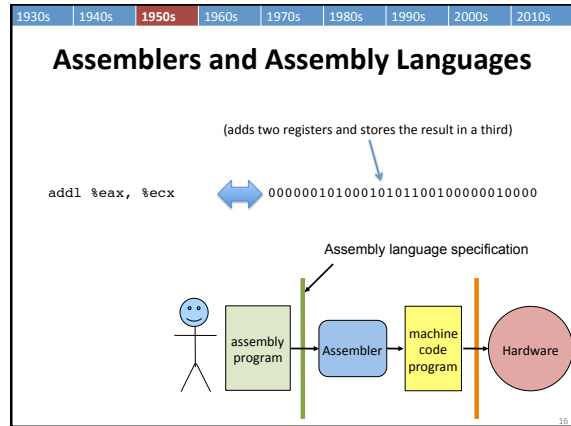 1930s 1940s 1950s 1960s 1970s 1980s 1990s 2000s 2010s
Assemblers and Assembly Languages
(adds two registers and stores the result in a third)
addl %eax, %ecx 00000010100010101100100000010000
Assembly language specification
assembly
program
Assembler
machine
code
program
Hardware
16